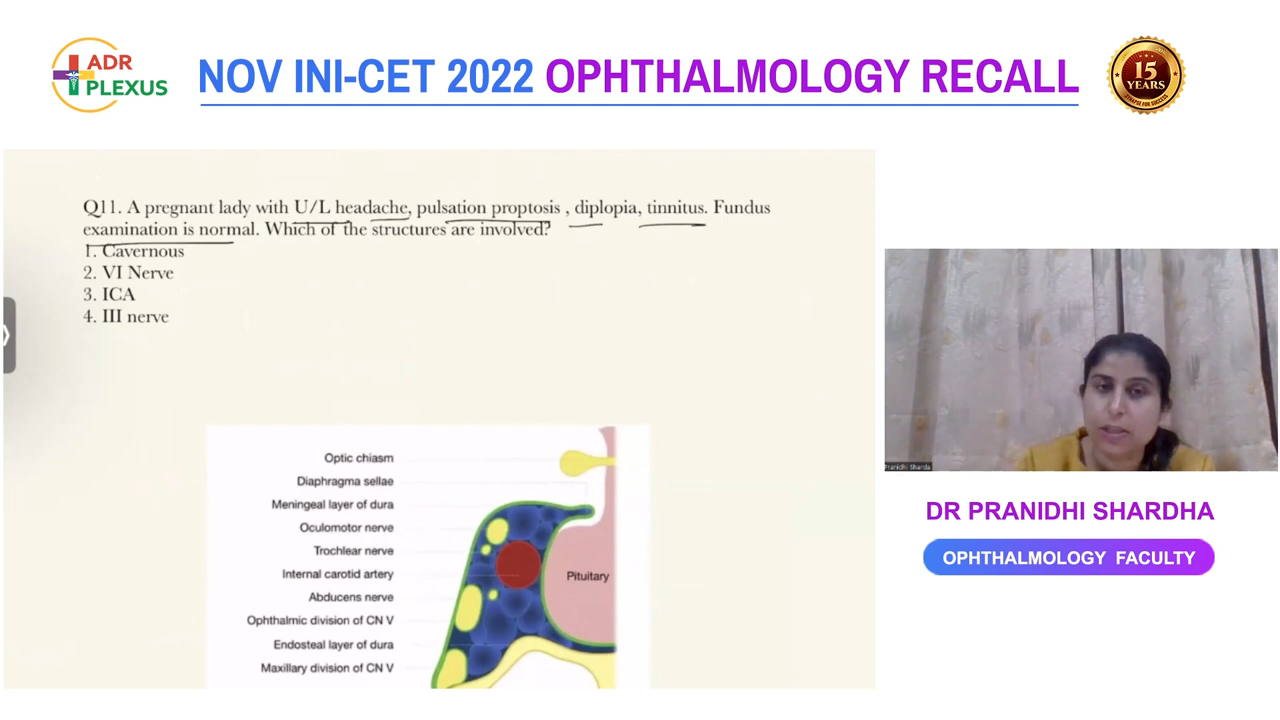 ADR
PLEXUS
NOV INI-CET 2022 OPHTHALMOLOGY RECALL
15
YEARS
Q11. A pregnant lady with U/L headache, pulsation proptosis , diplopia, tinnitus. Fundus
examination is normal. Which of the structures are involved?
1. Cavernous
2. VI Nerve
3. ICA
4. III nerve
Optic chiasm
Diaphragma sellae
Meningeal layer of dura
Oculomotor nerve
Trochlear nerve
Internal carotid artery
Abducens nerve
Ophthalmic division of CN V
Endosteal layer of dura
Maxillary division of CN V
Pituitary
Pranidhi Sharda
DR PRANIDHI SHARDHA
OPHTHALMOLOGY FACULTY